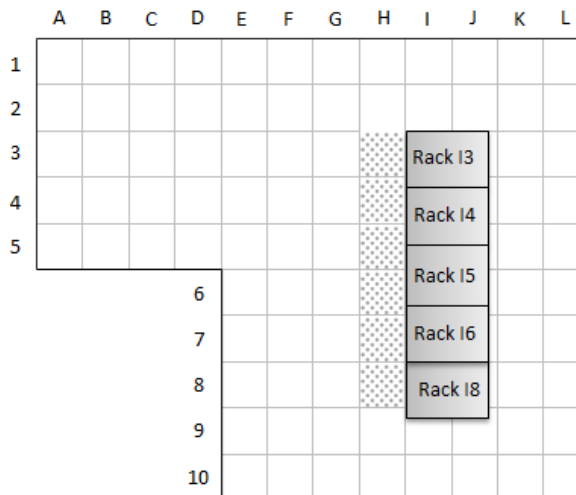 A B C D E F G H I J K L
1
2
3 Rack I3
4 Rack I4
5 Rack I5
6
7 Rack I6
8 Rack I8
9
10